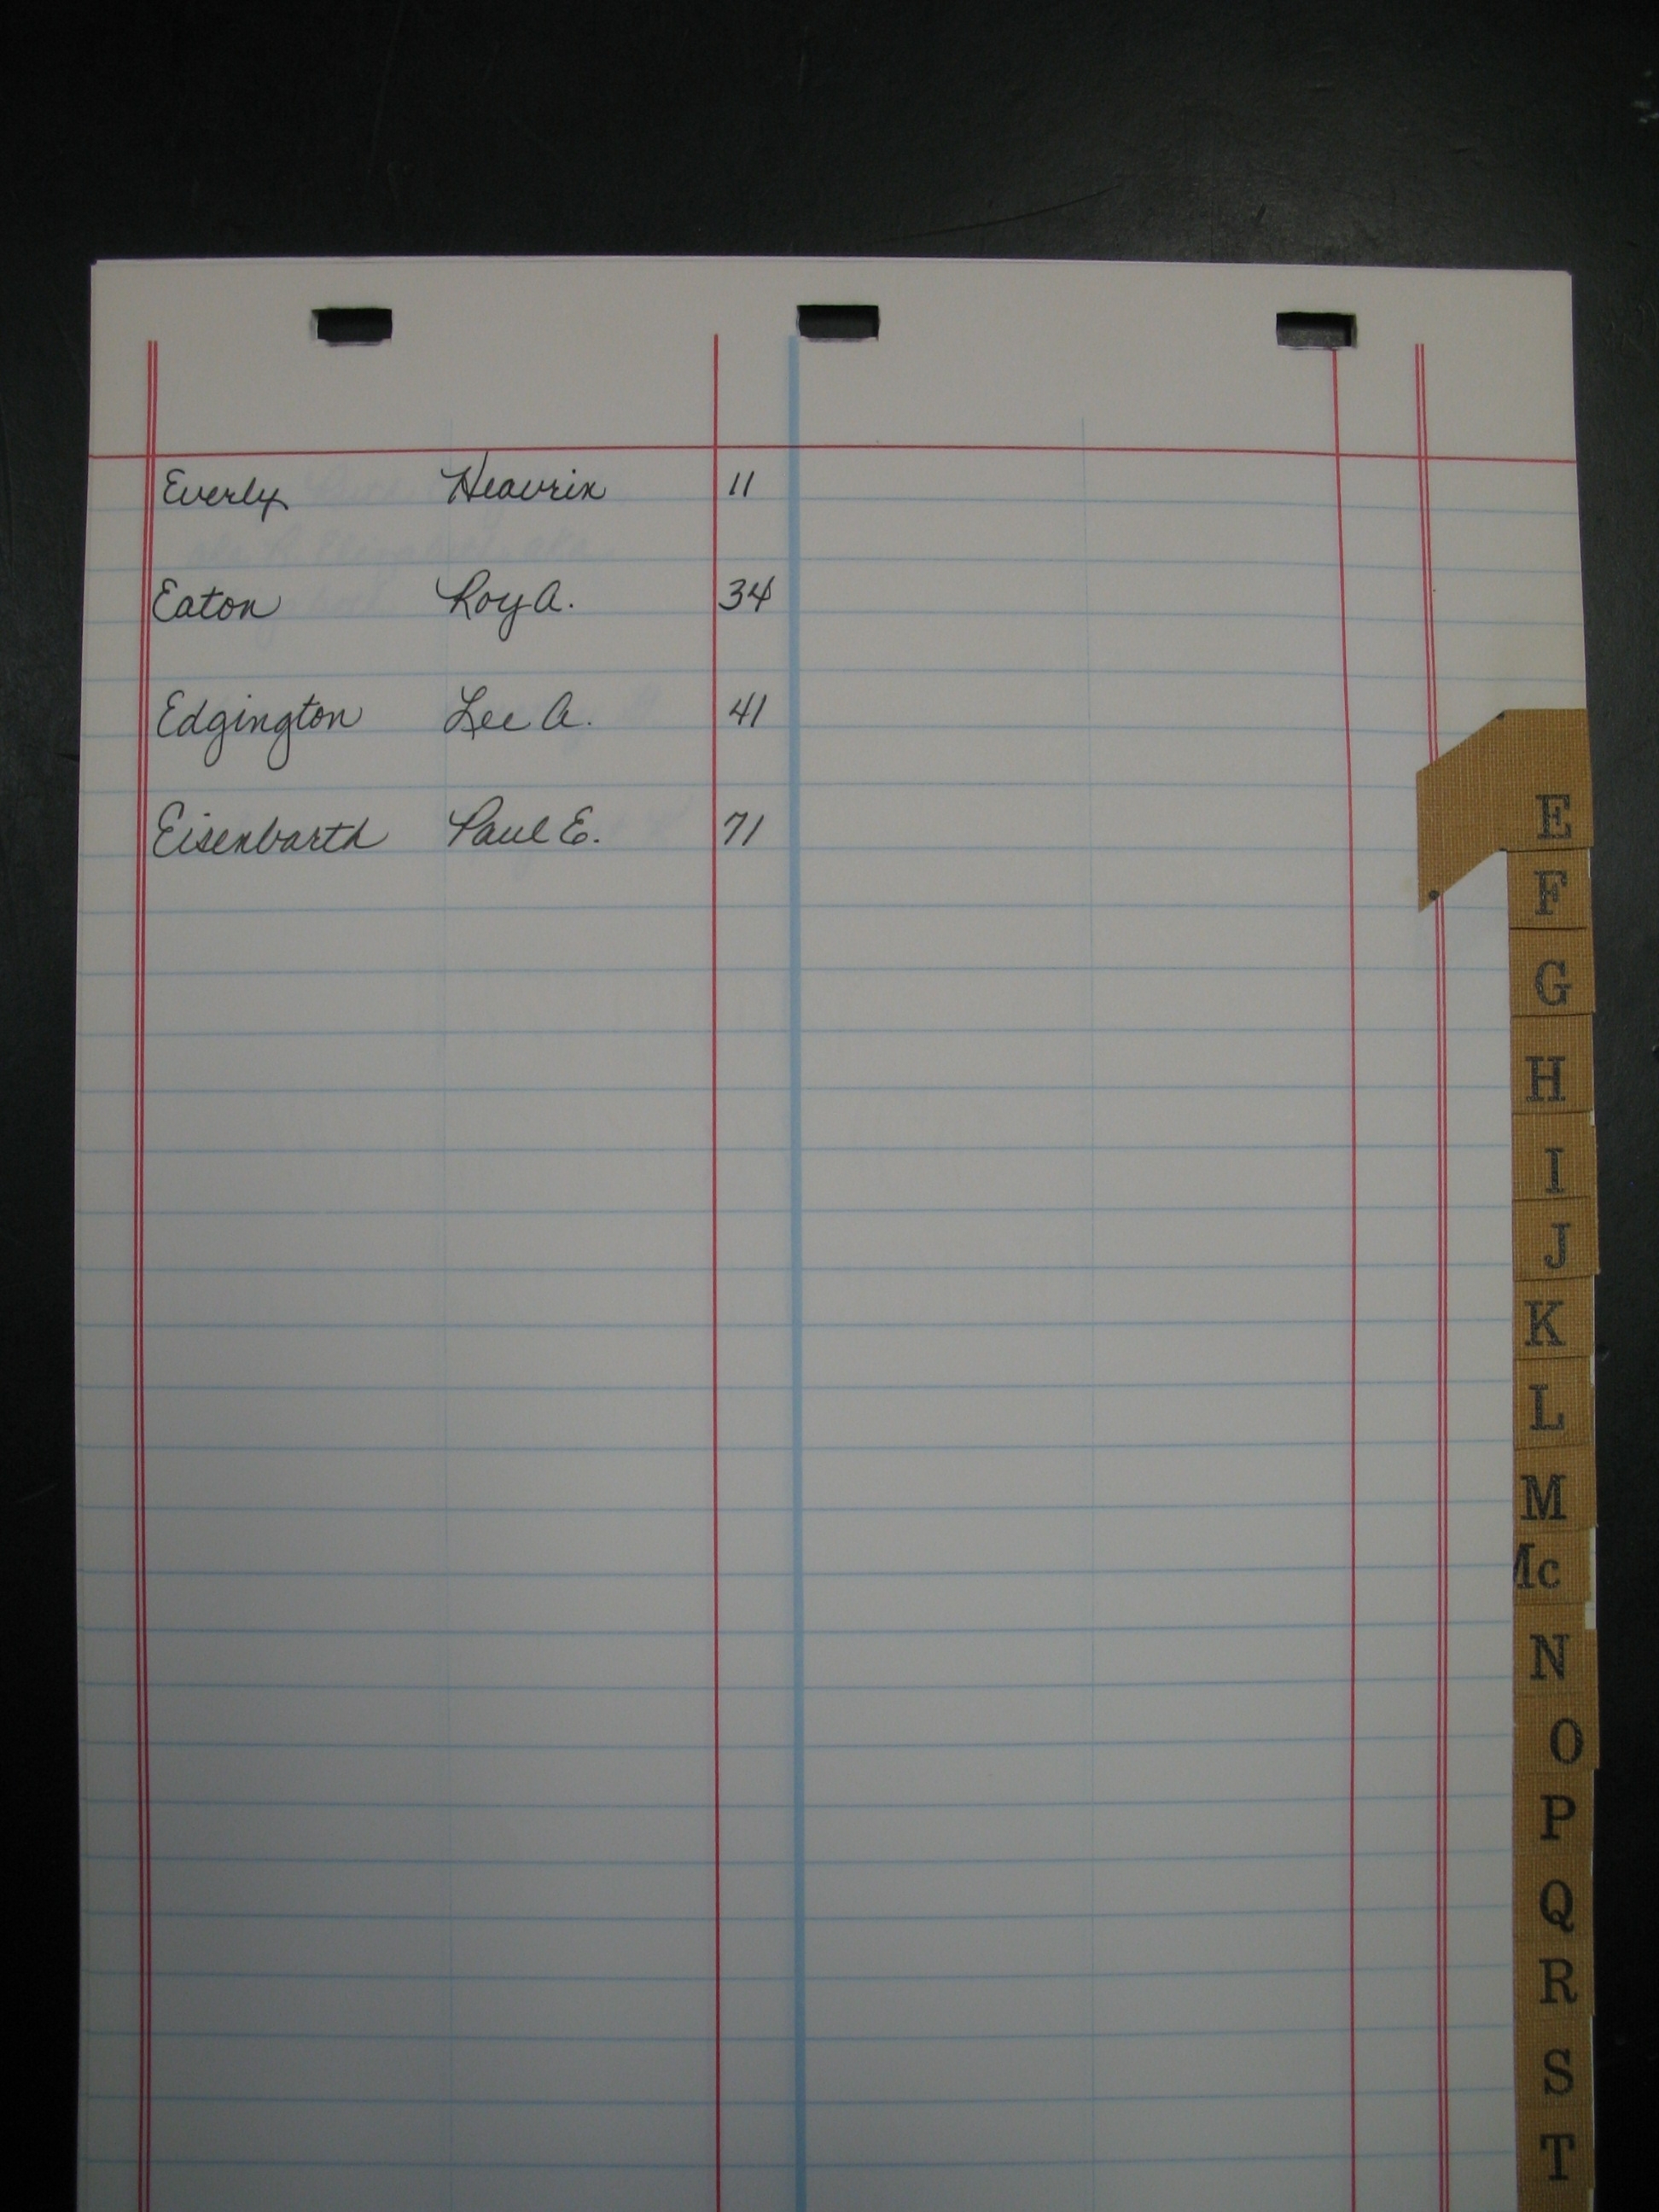 Everly Heavrin 11
Eaton Roy A. 34
Edgington Lee A. 41
Eisenbarth Paul E. 71
E
F
G
H
I
J
K
L
M
Mc
N
O
P
Q
R
S
T